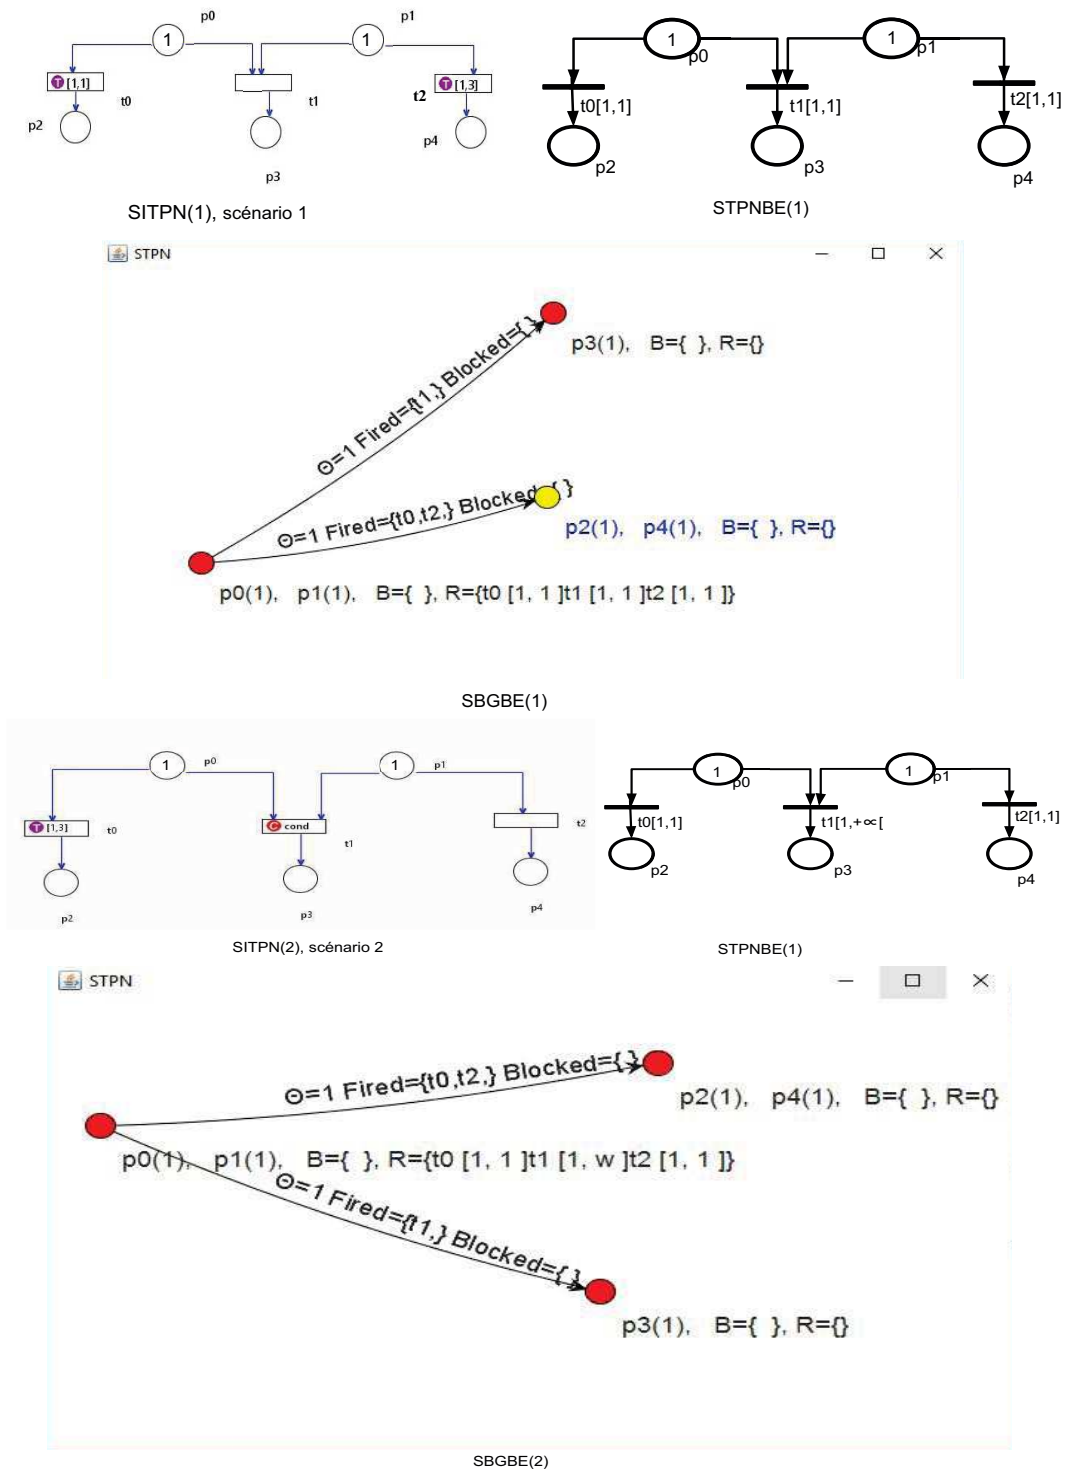 p0 p1
1 1
T [1,1] T [1,3]
t0 t1 t2
p2 p4
p3
SITPN(1), scénario 1
1 p0 1 p1
t0[1,1] t1[1,1] t2[1,1]
p2 p3 p4
STPNBE(1)
STPN
Θ=1 Fired={t1,} Blocked={ }
p3(1), B={ }, R={}
Θ=1 Fired={t0,t2,} Blocked={ }
p2(1), p4(1), B={ }, R={}
p0(1), p1(1), B={ }, R={t0 [1, 1 ]t1 [1, 1 ]t2 [1, 1 ]}
SBGBE(1)
1 p0 1 p1
T [1,3] t0 C cond t1 t2
p2 p3 p4
SITPN(2), scénario 2
1 p0 1 p1
t0[1,1] t1[1,+∝[ t2[1,1]
p2 p3 p4
STPNBE(1)
STPN
Θ=1 Fired={t0,t2,} Blocked={ }
p2(1), p4(1), B={ }, R={}
p0(1), p1(1), B={ }, R={t0 [1, 1 ]t1 [1, w ]t2 [1, 1 ]}
Θ=1 Fired={t1,} Blocked={ }
p3(1), B={ }, R={}
SBGBE(2)